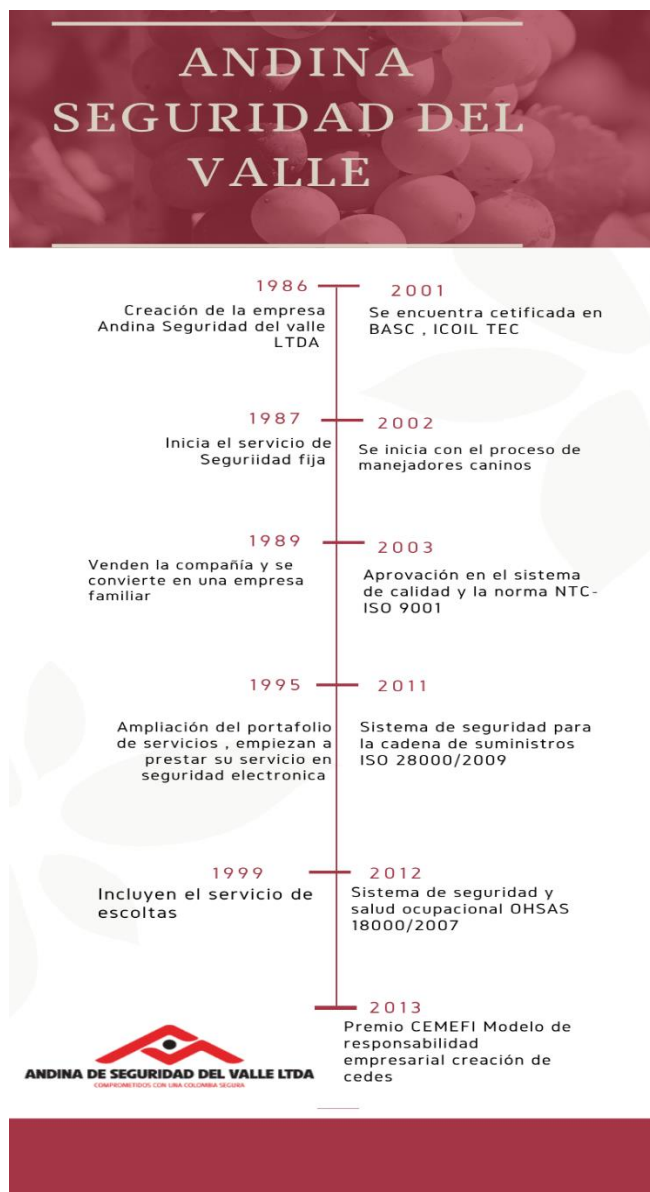 ANDINA
SEGURIDAD DEL
VALLE
1986
Creación de la empresa
Andina Seguridad del valle
LTDA
1987
Inicia el servicio de
Seguriidad fija
1989
Venden la compañía y se
convierte en una empresa
familiar
1995
Ampliación del portafolio
de servicios , empiezan a
prestar su servicio en
seguridad electronica
1999
Incluyen el servicio de
escoltas
2001
Se encuentra cetificada en
BASC , ICOIL TEC
2002
Se inicia con el proceso de
manejadores caninos
2003
Aprovación en el sistema
de calidad y la norma NTC-
ISO 9001
2011
Sistema de seguridad para
la cadena de suministros
ISO 28000/2009
2012
Sistema de seguridad y
salud ocupacional OHSAS
18000/2007
2013
Premio CEMEFI Modelo de
responsabilidad
empresarial creación de
cedes
ANDINA DE SEGURIDAD DEL VALLE LTDA
COMPROMETIDOS CON UNA COLOMBIA SEGURA